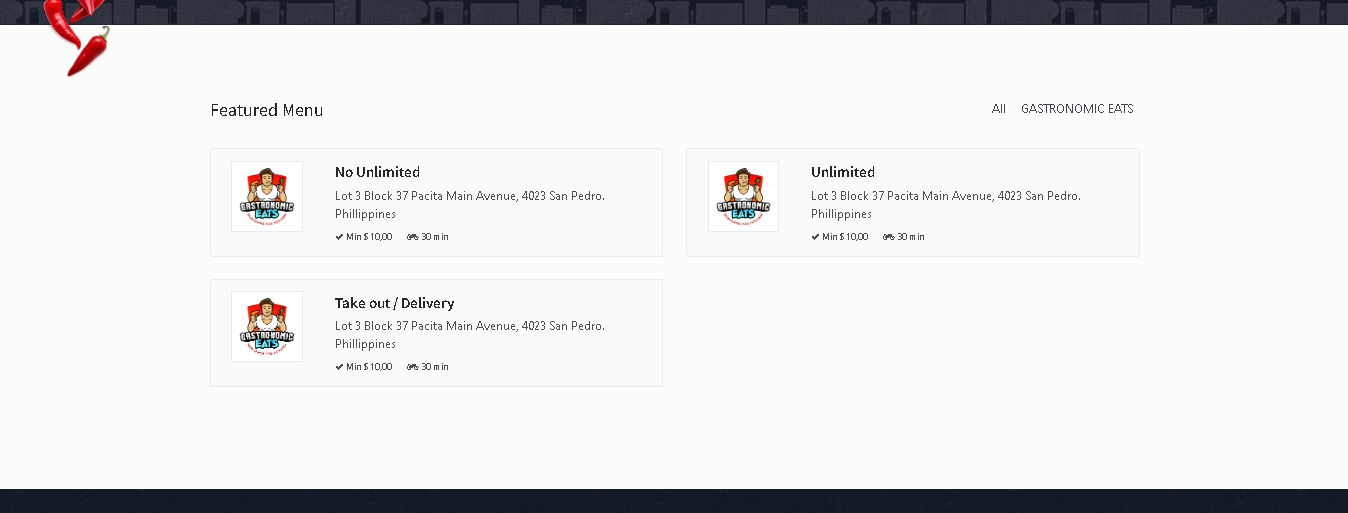 Featured Menu
All GASTRONOMIC EATS
GASTRONOMIC
EATS
No Unlimited
Lot 3 Block 37 Pacita Main Avenue, 4023 San Pedro.
Phillippines
Min $ 10,00 30 min
GASTRONOMIC
EATS
Unlimited
Lot 3 Block 37 Pacita Main Avenue, 4023 San Pedro.
Phillippines
Min $ 10,00 30 min
GASTRONOMIC
EATS
Take out / Delivery
Lot 3 Block 37 Pacita Main Avenue, 4023 San Pedro.
Phillippines
Min $ 10,00 30 min